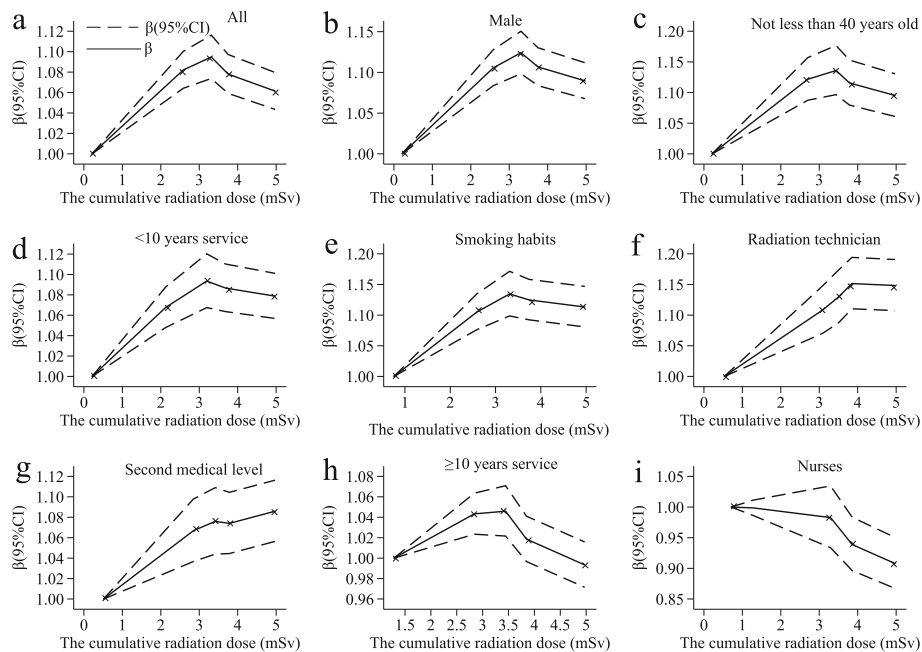 a
All
β(95%CI)
β
β(95%CI)
1.12
1.10
1.08
1.06
1.04
1.02
1.00
0 1 2 3 4 5
The cumulative radiation dose (mSv)
b
Male
β(95%CI)
1.15
1.10
1.05
1.00
0 1 2 3 4 5
The cumulative radiation dose (mSv)
c
Not less than 40 years old
β(95%CI)
1.20
1.15
1.10
1.05
1.00
0 1 2 3 4 5
The cumulative radiation dose (mSv)
d
<10 years service
β(95%CI)
1.12
1.10
1.08
1.06
1.04
1.02
1.00
0 1 2 3 4 5
The cumulative radiation dose (mSv)
e
Smoking habits
β(95%CI)
1.20
1.15
1.10
1.05
1.00
1 2 3 4 5
The cumulative radiation dose (mSv)
f
Radiation technician
β(95%CI)
1.20
1.15
1.10
1.05
1.00
0 1 2 3 4 5
The cumulative radiation dose (mSv)
g
Second medical level
β(95%CI)
1.12
1.10
1.08
1.06
1.04
1.02
1.00
0 1 2 3 4 5
The cumulative radiation dose (mSv)
h
≥10 years service
β(95%CI)
1.08
1.06
1.04
1.02
1.00
0.98
0.96
1.5 2 2.5 3 3.5 4 4.5 5
The cumulative radiation dose (mSv)
i
Nurses
β(95%CI)
1.05
1.00
0.95
0.90
0.85
0 1 2 3 4 5
The cumulative radiation dose (mSv)